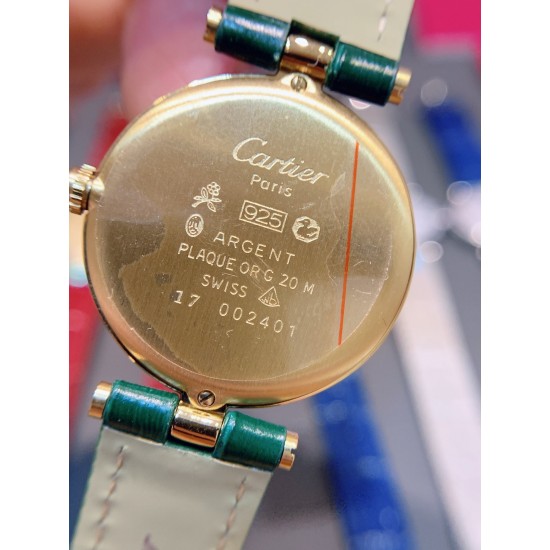 Cartier
Paris
925
ARGENT
PLAQUE OR G 20 M
SWISS
17 002401